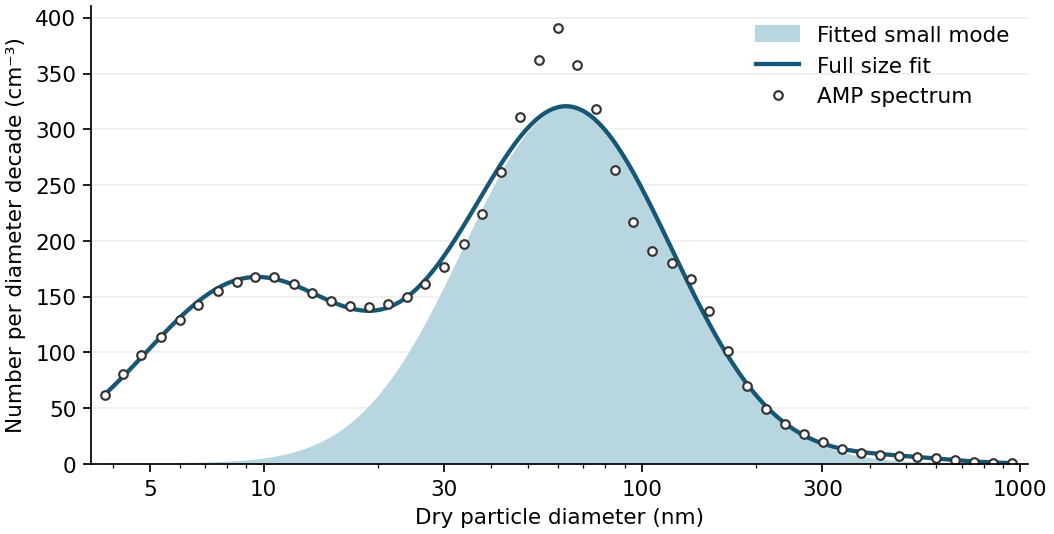 Number per diameter decade (cm⁻³)
400
350
300
250
200
150
100
50
0
Fitted small mode
Full size fit
AMP spectrum
5 10 30 100 300 1000
Dry particle diameter (nm)